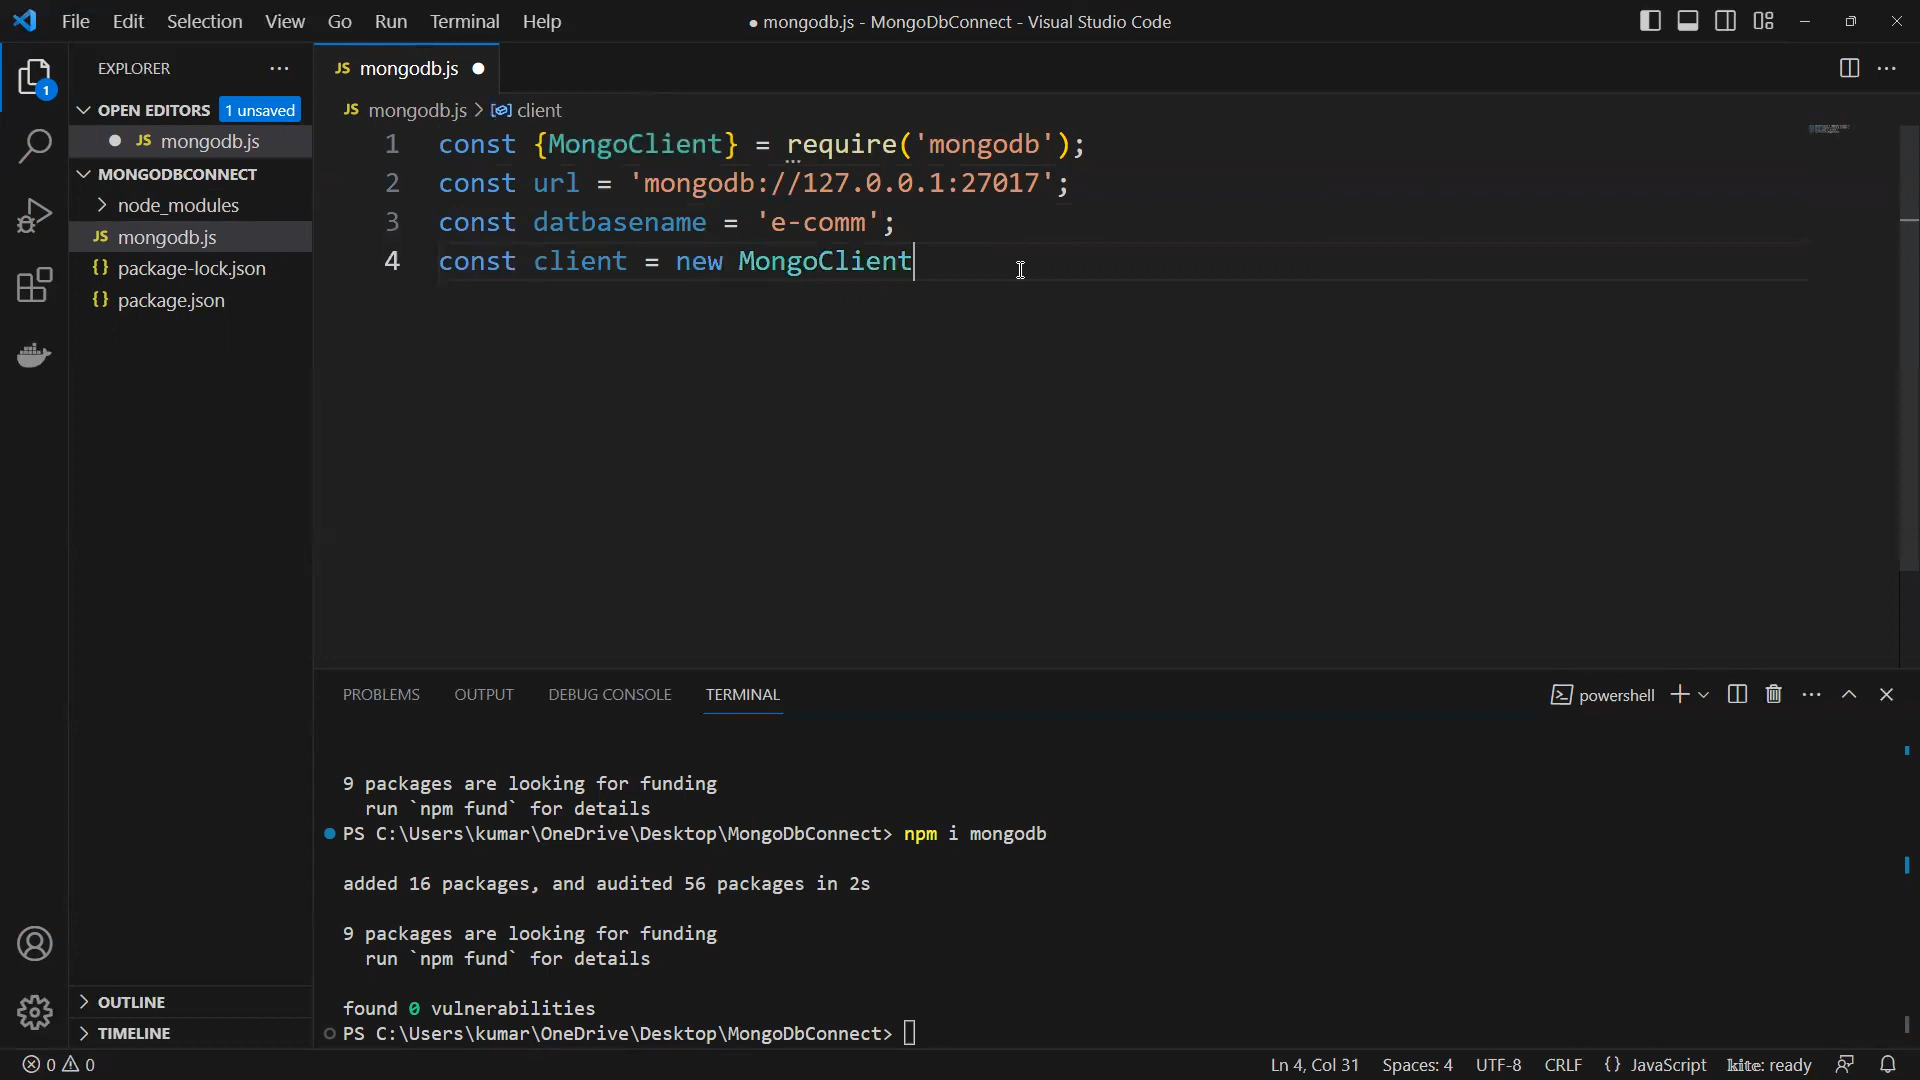 File Edit Selection View Go Run Terminal Help
● mongodb.js - MongoDbConnect - Visual Studio Code
EXPLORER
JS mongodb.js
1
OPEN EDITORS 1 unsaved
JS mongodb.js > client
JS mongodb.js
MONGODBCONNECT
node_modules
JS mongodb.js
{} package-lock.json
{} package.json
1 const {MongoClient} = require('mongodb');
2 const url = 'mongodb://127.0.0.1:27017';
3 const datbasename = 'e-comm';
4 const client = new MongoClient
PROBLEMS OUTPUT DEBUG CONSOLE TERMINAL
powershell
9 packages are looking for funding
run `npm fund` for details
PS C:\Users\kumar\OneDrive\Desktop\MongoDbConnect> npm i mongodb
added 16 packages, and audited 56 packages in 2s
9 packages are looking for funding
run `npm fund` for details
found 0 vulnerabilities
PS C:\Users\kumar\OneDrive\Desktop\MongoDbConnect>
OUTLINE
TIMELINE
0 0
Ln 4, Col 31 Spaces: 4 UTF-8 CRLF {} JavaScript kite: ready